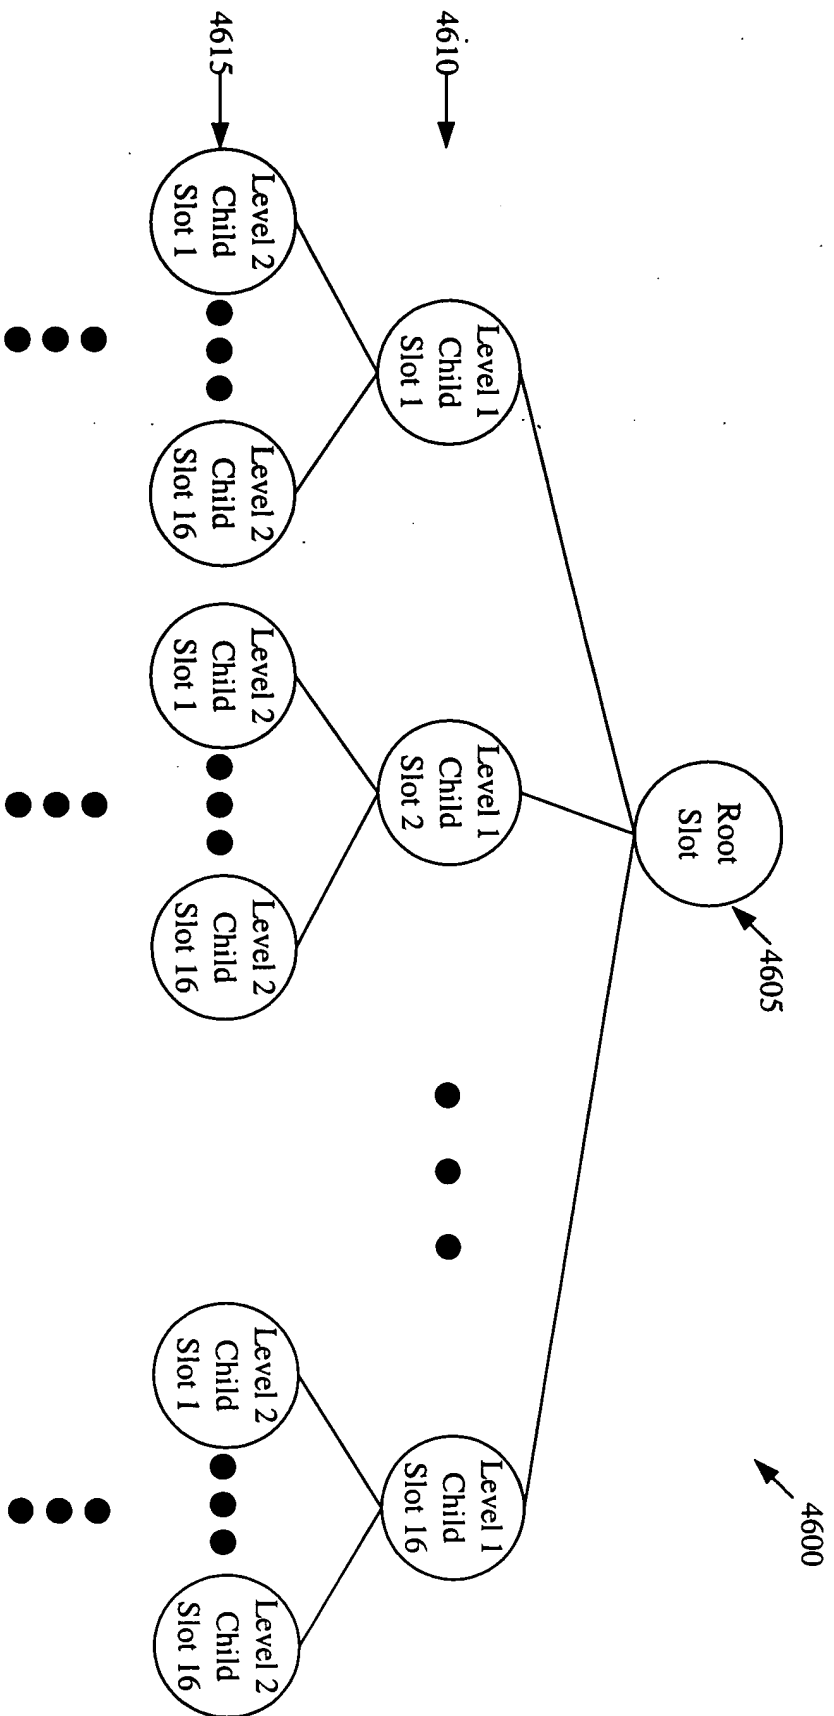 4600
4605
Root
Slot
4610
Level 1
Child
Slot 1
Level 1
Child
Slot 2
Level 1
Child
Slot 16
4615
Level 2
Child
Slot 1
Level 2
Child
Slot 16
Level 2
Child
Slot 1
Level 2
Child
Slot 16
Level 2
Child
Slot 1
Level 2
Child
Slot 16